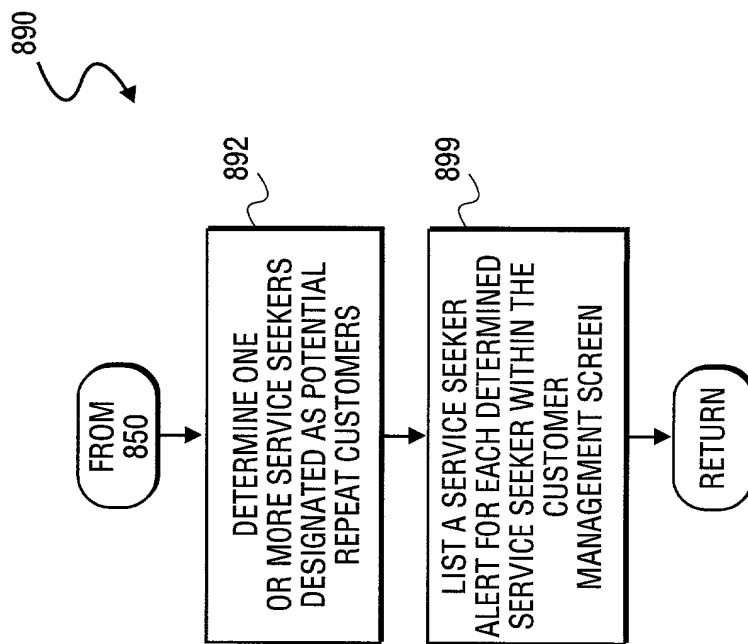 890
FROM
850
892
DETERMINE ONE
OR MORE SERVICE SEEKERS
DESIGNATED AS POTENTIAL
REPEAT CUSTOMERS
899
LIST A SERVICE SEEKER
ALERT FOR EACH DETERMINED
SERVICE SEEKER WITHIN THE
CUSTOMER
MANAGEMENT SCREEN
RETURN